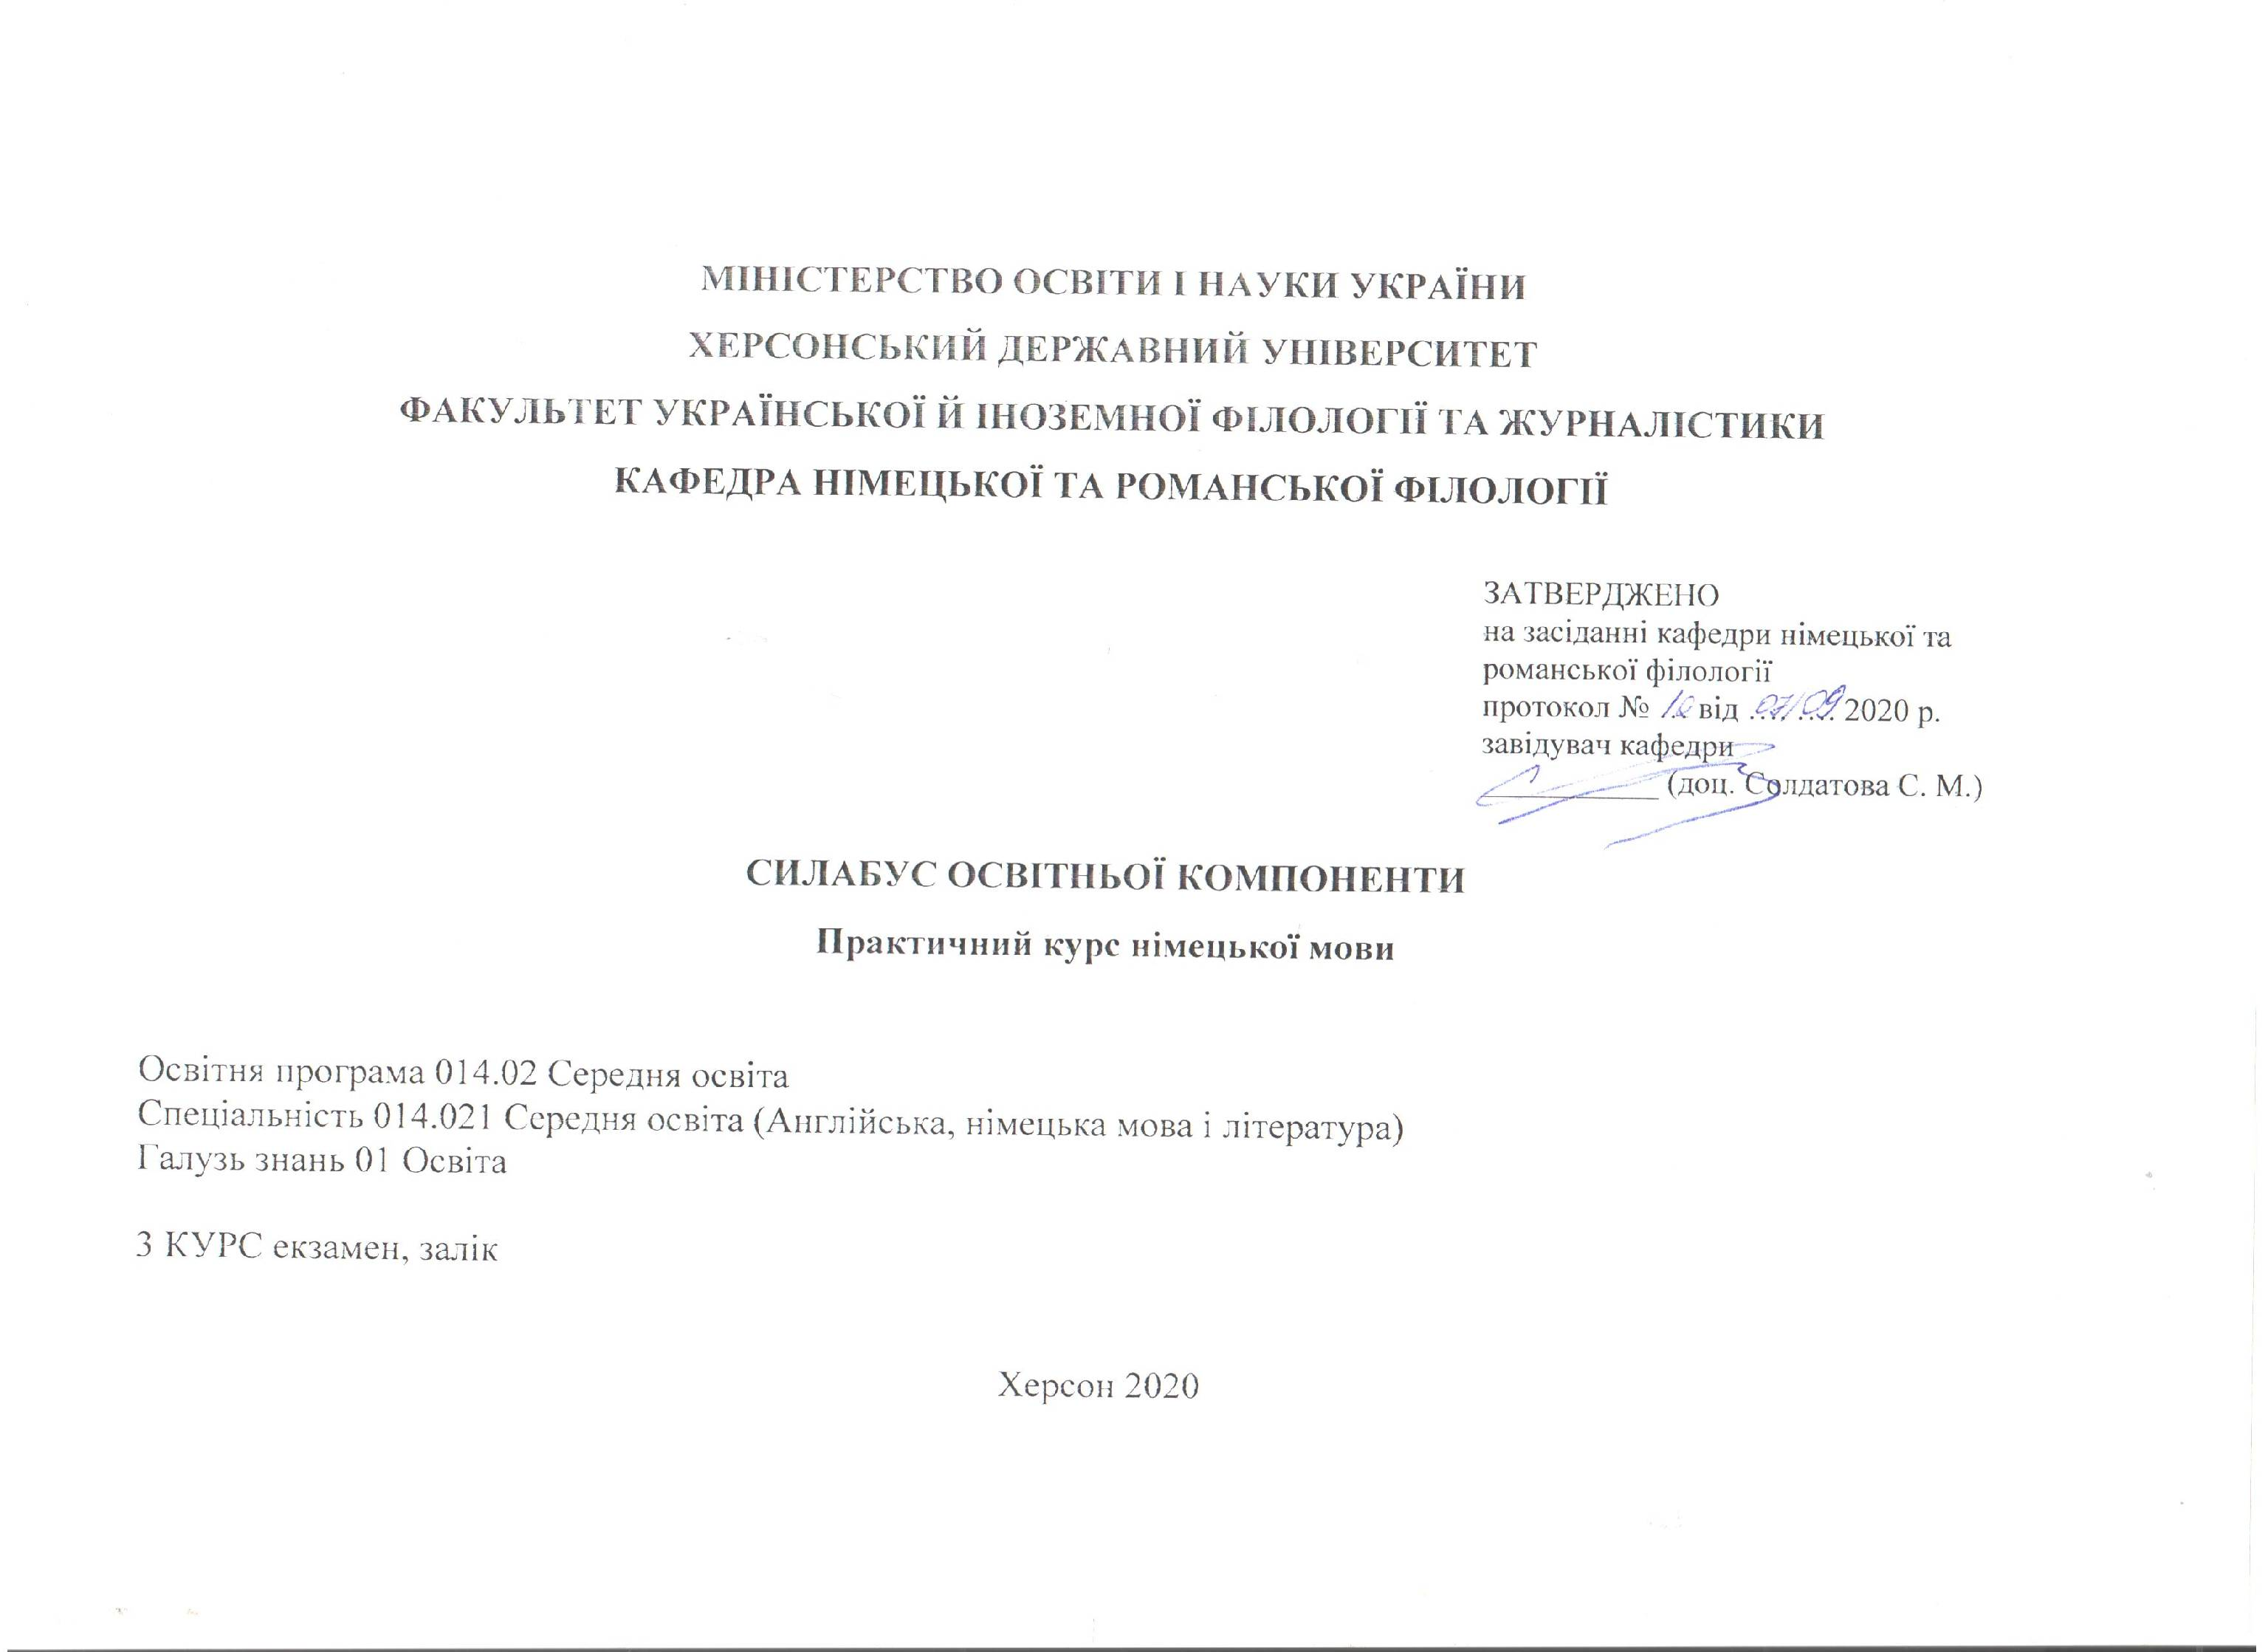 МІНІСТЕРСТВО ОСВІТИ І НАУКИ УКРАЇНИ
ХЕРСОНСЬКИЙ ДЕРЖАВНИЙ УНІВЕРСИТЕТ
ФАКУЛЬТЕТ УКРАЇНСЬКОЇ Й ІНОЗЕМНОЇ ФІЛОЛОГІЇ ТА ЖУРНАЛІСТИКИ
КАФЕДРА НІМЕЦЬКОЇ ТА РОМАНСЬКОЇ ФІЛОЛОГІЇ
ЗАТВЕРДЖЕНО
на засіданні кафедри німецької та
романської філології
протокол № від 07/09 2020 р.
завідувач кафедри
(доц. Солдатова С. М.)
СИЛАБУС ОСВІТНЬОЇ КОМПОНЕНТИ
Практичний курс німецької мови
Освітня програма 014.02 Середня освіта
Спеціальність 014.021 Середня освіта (Англійська, німецька мова і література)
Галузь знань 01 Освіта
3 КУРС екзамен, залік
Херсон 2020